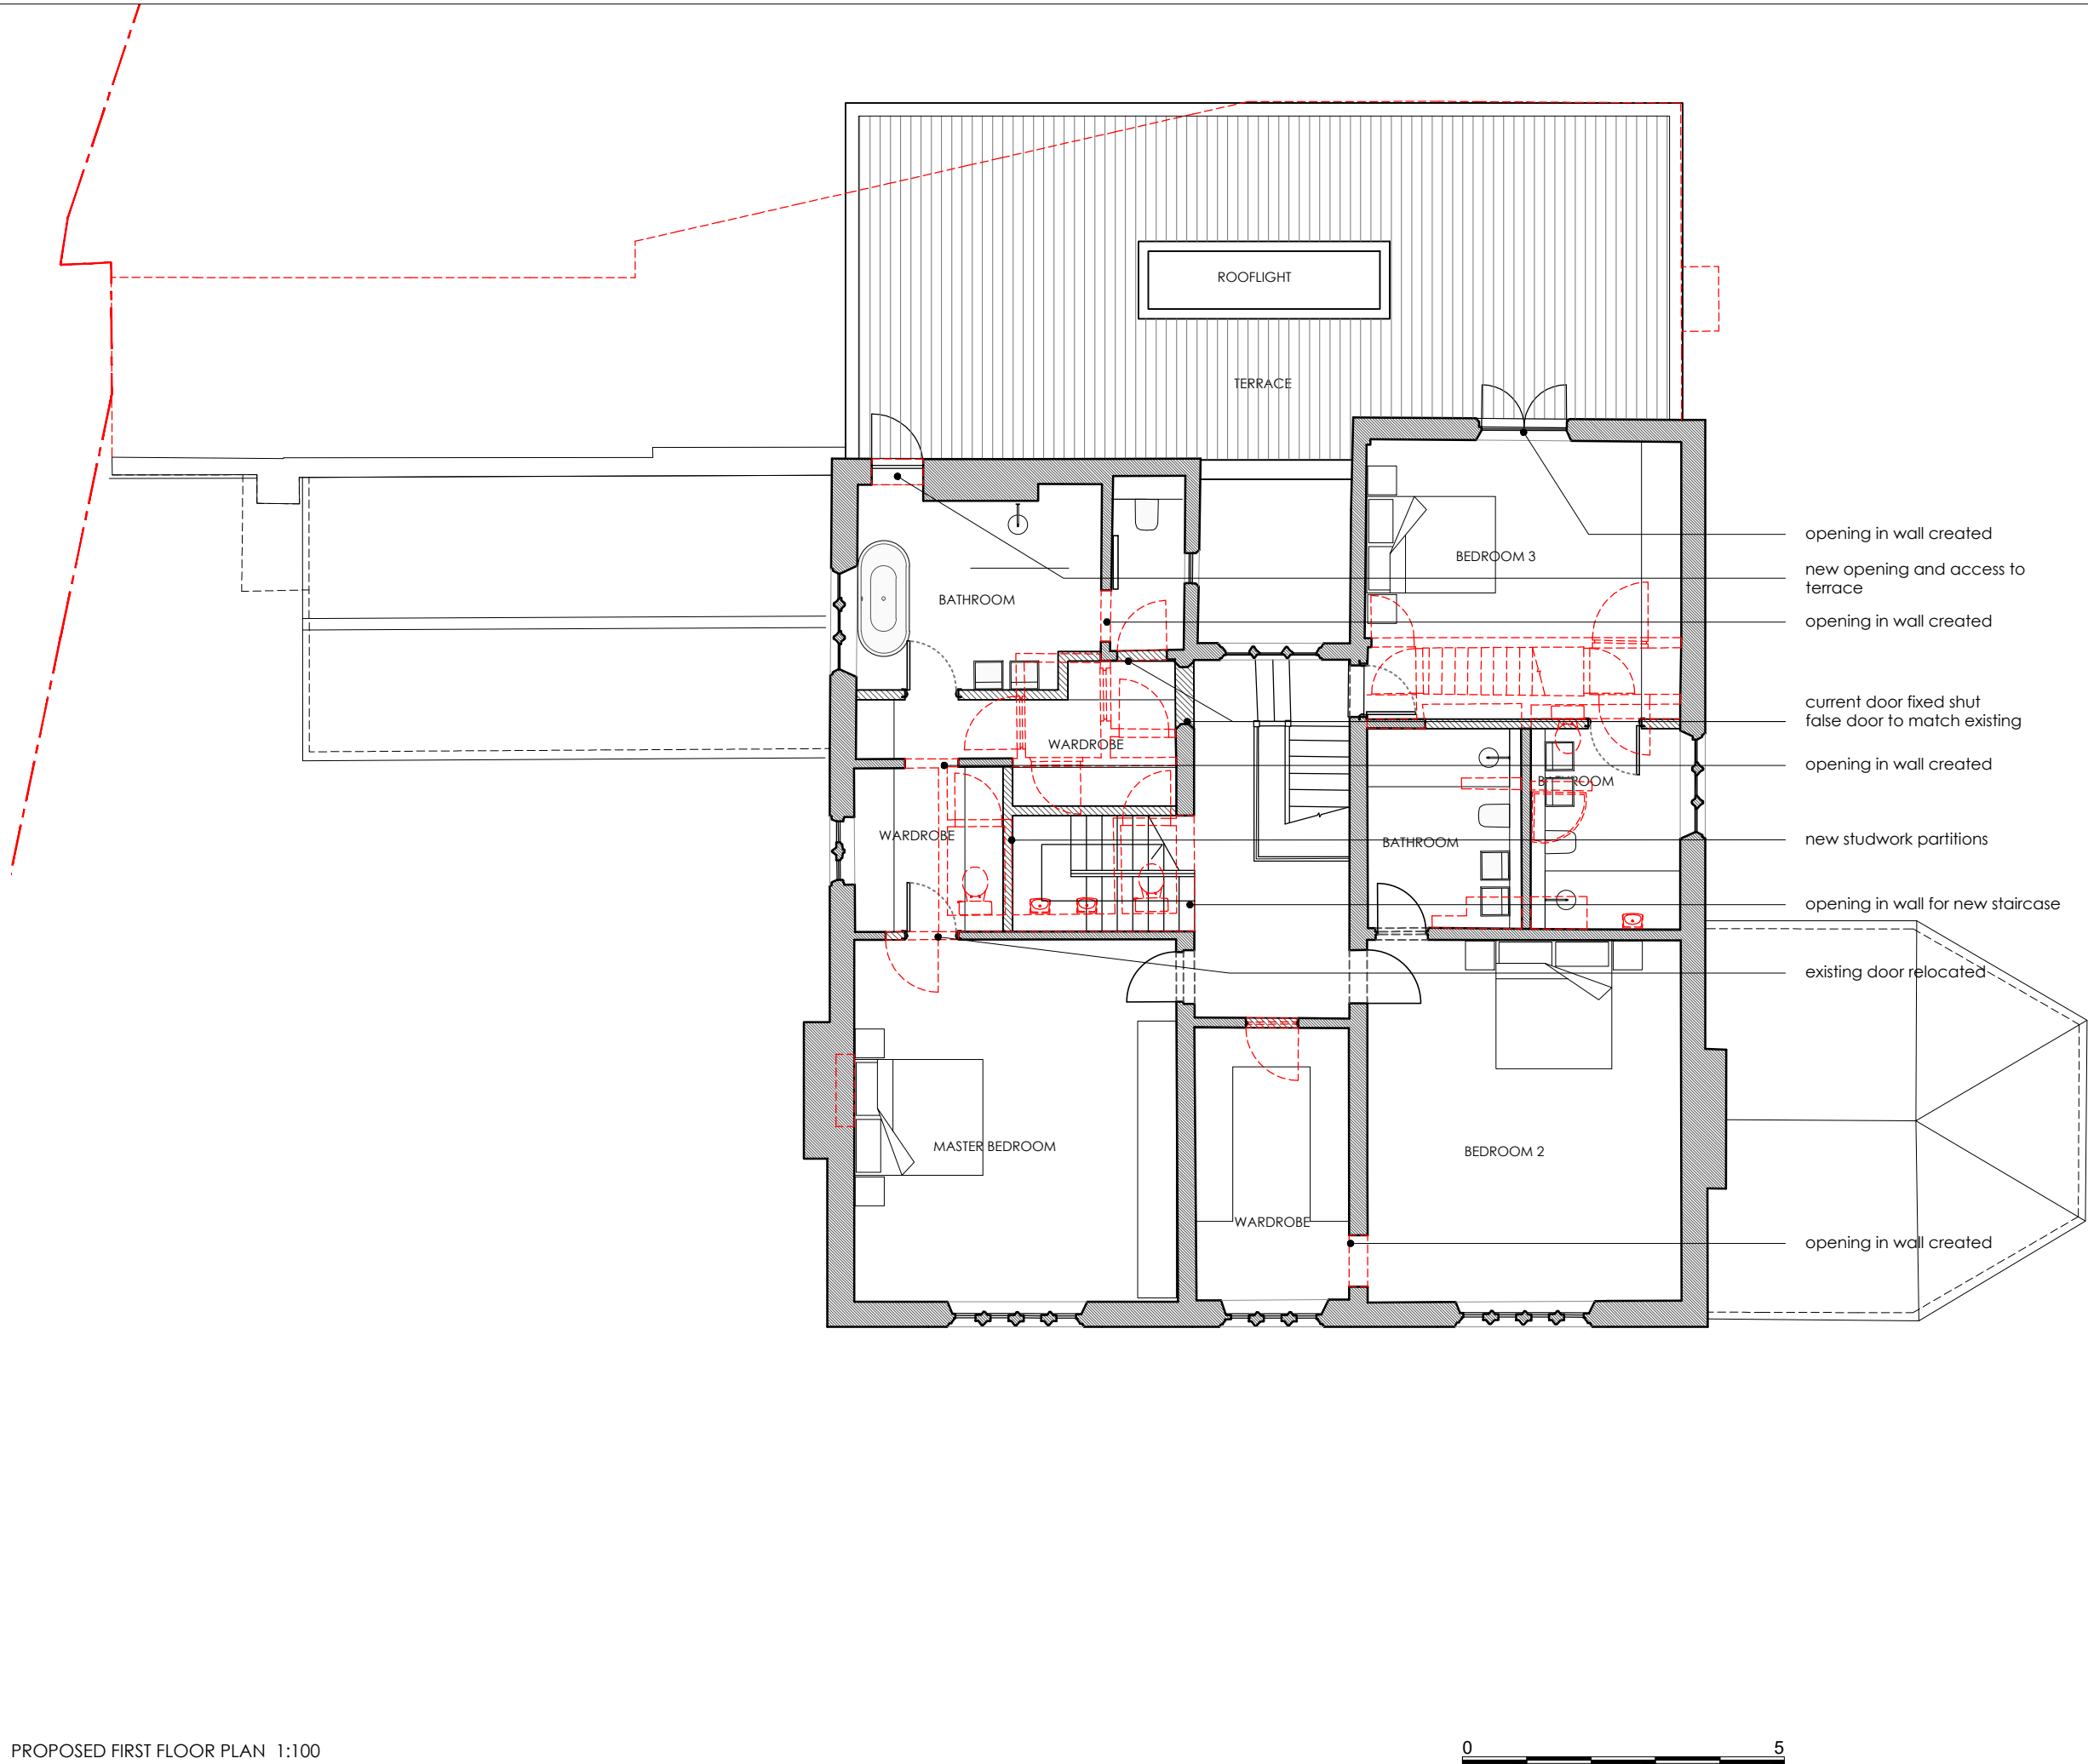 ROOFLIGHT
TERRACE
BEDROOM 3
opening in wall created
new opening and access to
terrace
BATHROOM
opening in wall created
current door fixed shut
false door to match existing
WARDROBE
opening in wall created
BATHROOM
WARDROBE
BATHROOM
new studwork partitions
opening in wall for new staircase
existing door relocated
MASTER BEDROOM
BEDROOM 2
WARDROBE
opening in wall created
PROPOSED FIRST FLOOR PLAN 1:100
0 5